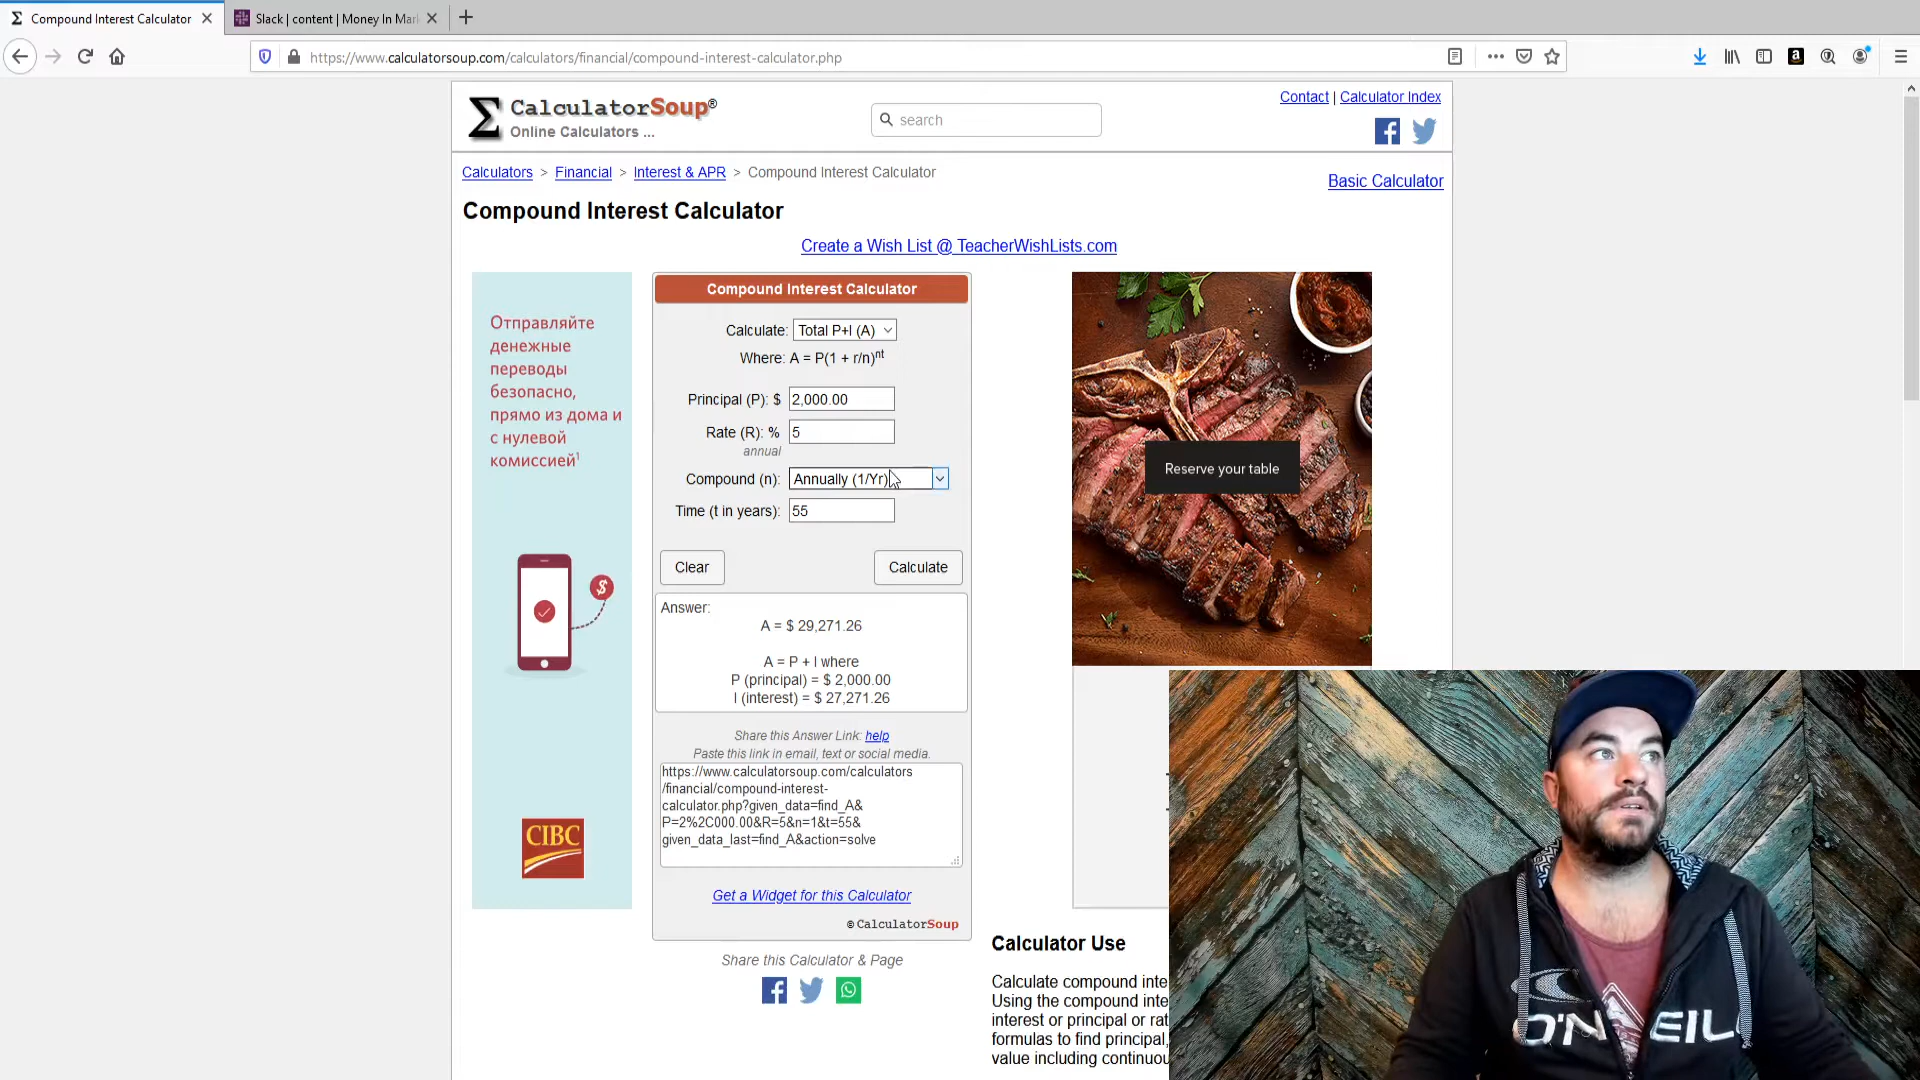 Compound Interest Calculator
Slack | content | Money In Mar
https://www.calculatorsoup.com/calculators/financial/compound-interest-calculator.php
CalculatorSoup®
Online Calculators ...
search
Contact | Calculator Index
Calculators > Financial > Interest & APR > Compound Interest Calculator
Basic Calculator
Compound Interest Calculator
Create a Wish List @ TeacherWishLists.com
Отправляйте
денежные
переводы
безопасно,
прямо из дома и
с нулевой
комиссией¹
$
CIBC
Compound Interest Calculator
Calculate: Total P+I (A)
Where: A = P(1 + r/n)^nt
Principal (P): $ 2,000.00
Rate (R): % 5
annual
Compound (n): Annually (1/Yr)
Time (t in years): 55
Clear Calculate
Answer:
A = $ 29,271.26
A = P + I where
P (principal) = $ 2,000.00
I (interest) = $ 27,271.26
Share this Answer Link: help
Paste this link in email, text or social media.
https://www.calculatorsoup.com/calculators
/financial/compound-interest-
calculator.php?given_data=find_A&
P=2%2C000.00&R=5&n=1&t=55&
given_data_last=find_A&action=solve
Get a Widget for this Calculator
© CalculatorSoup
Share this Calculator & Page
Reserve your table
Calculator Use
Calculate compound inte
Using the compound inte
interest or principal or rat
formulas to find principal,
value including continuou
O'NEILL